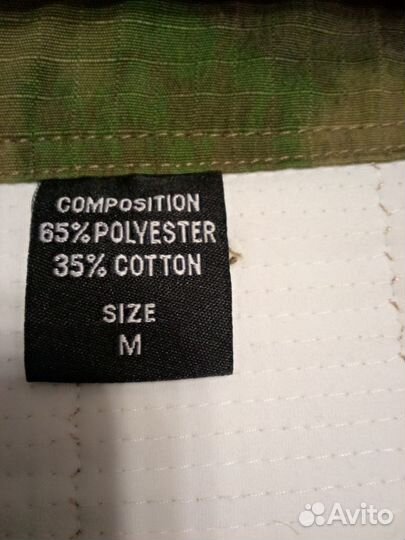 COMPOSITION
65% POLYESTER
35% COTTON
SIZE
M
Avito